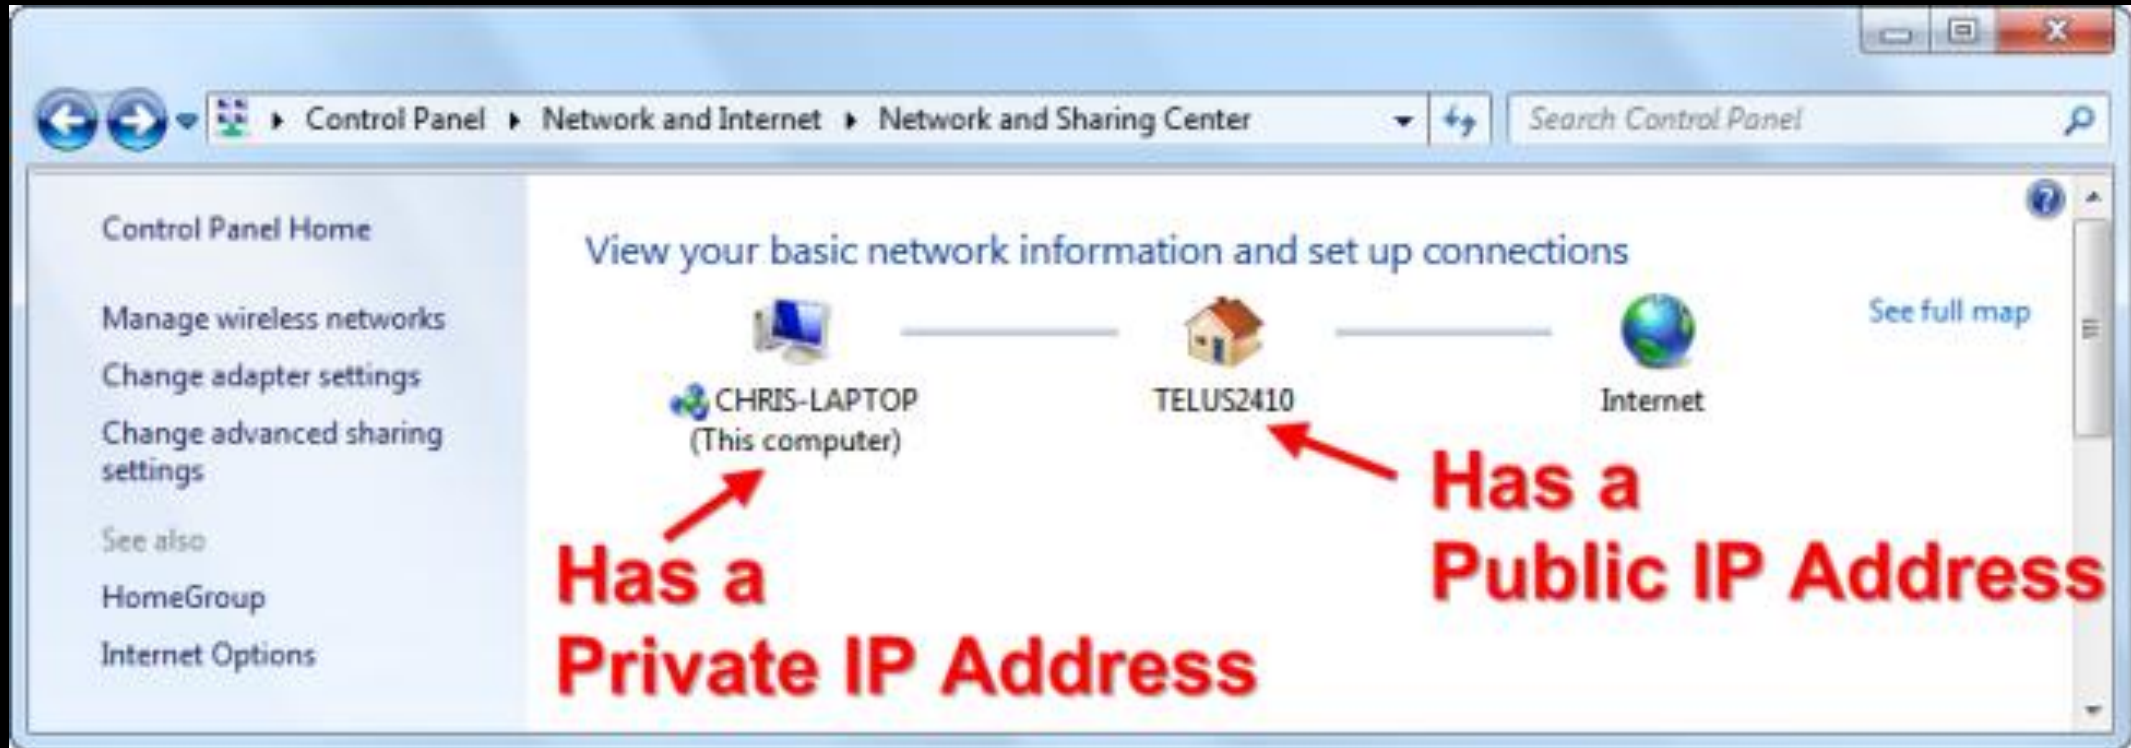 Control Panel Network and Internet Network and Sharing Center
Search Control Panel
Control Panel Home
Manage wireless networks
Change adapter settings
Change advanced sharing
settings
See also
HomeGroup
Internet Options
View your basic network information and set up connections
See full map
CHRIS-LAPTOP
(This computer)
TELUS2410
Internet
Has a
Private IP Address
Has a
Public IP Address